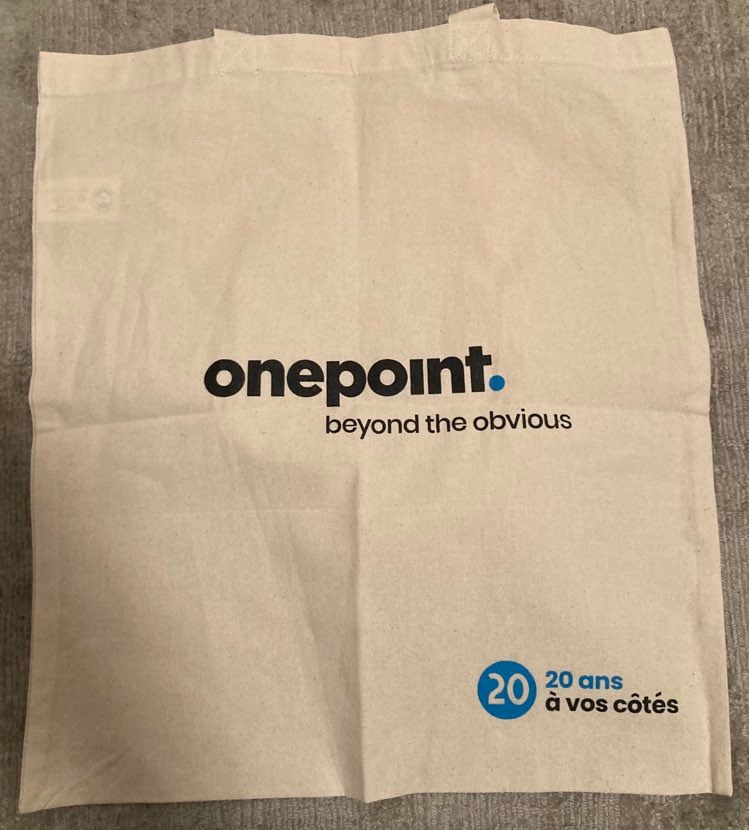 onepoint.
beyond the obvious
20
20 ans
à vos côtés